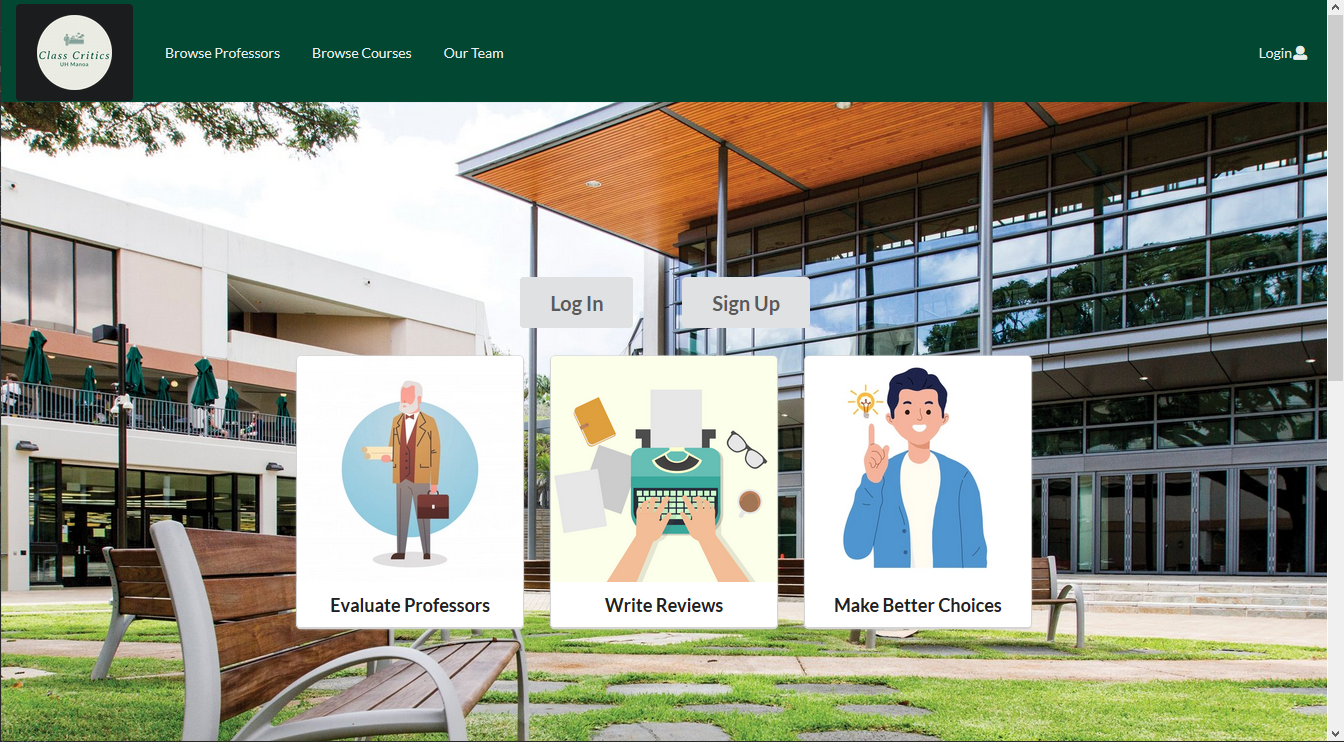 Class Critics
UH Manoa
Browse Professors
Browse Courses
Our Team
Login
Log In
Sign Up
Evaluate Professors
Write Reviews
Make Better Choices